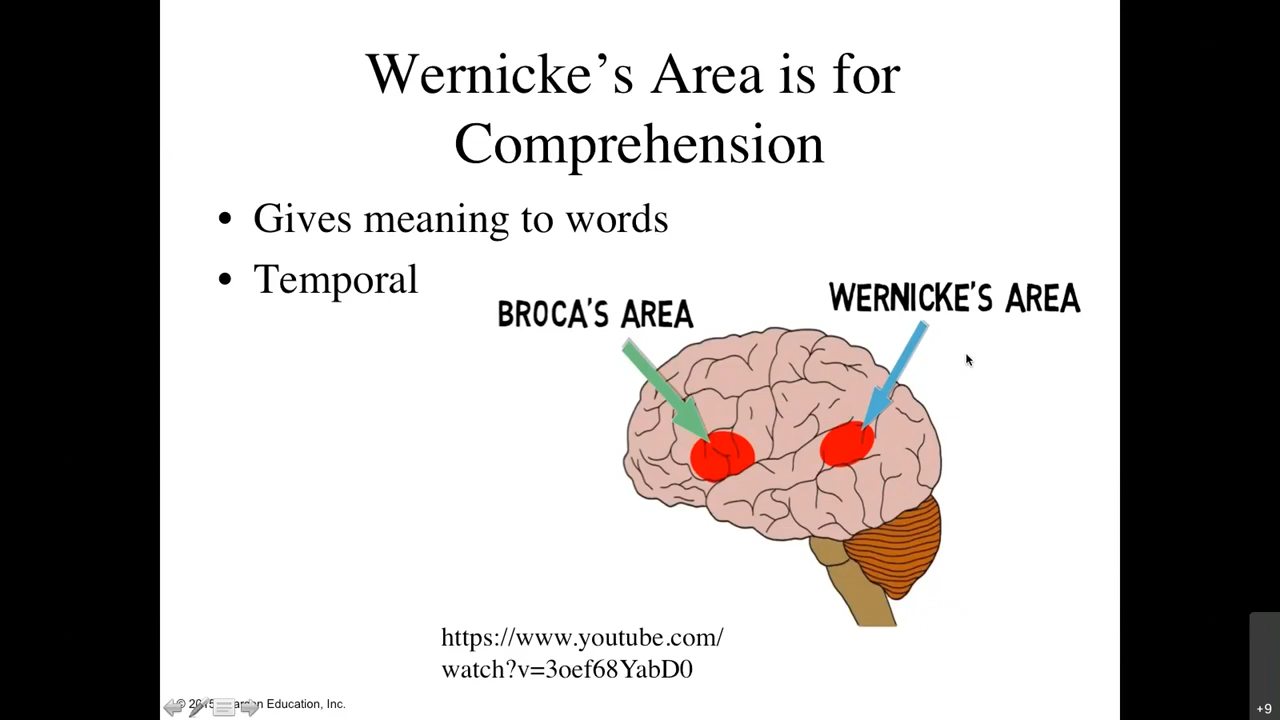 Wernicke’s Area is for
Comprehension
• Gives meaning to words
• Temporal
BROCA'S AREA
WERNICKE'S AREA
https://www.youtube.com/
watch?v=3oef68YabD0
Education, Inc.
+9